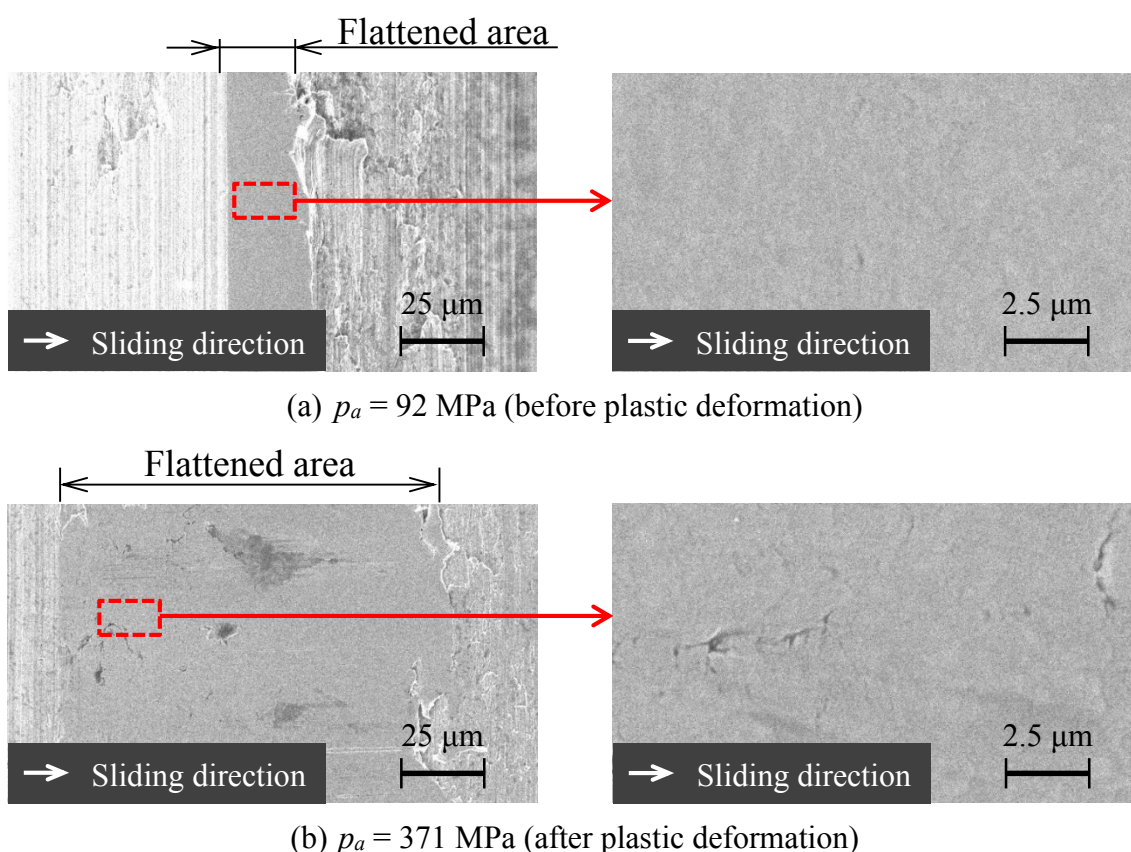 Flattened area
25 μm
2.5 μm
Sliding direction
Sliding direction
(a) pa = 92 MPa (before plastic deformation)
Flattened area
25 μm
2.5 μm
Sliding direction
Sliding direction
(b) pa = 371 MPa (after plastic deformation)